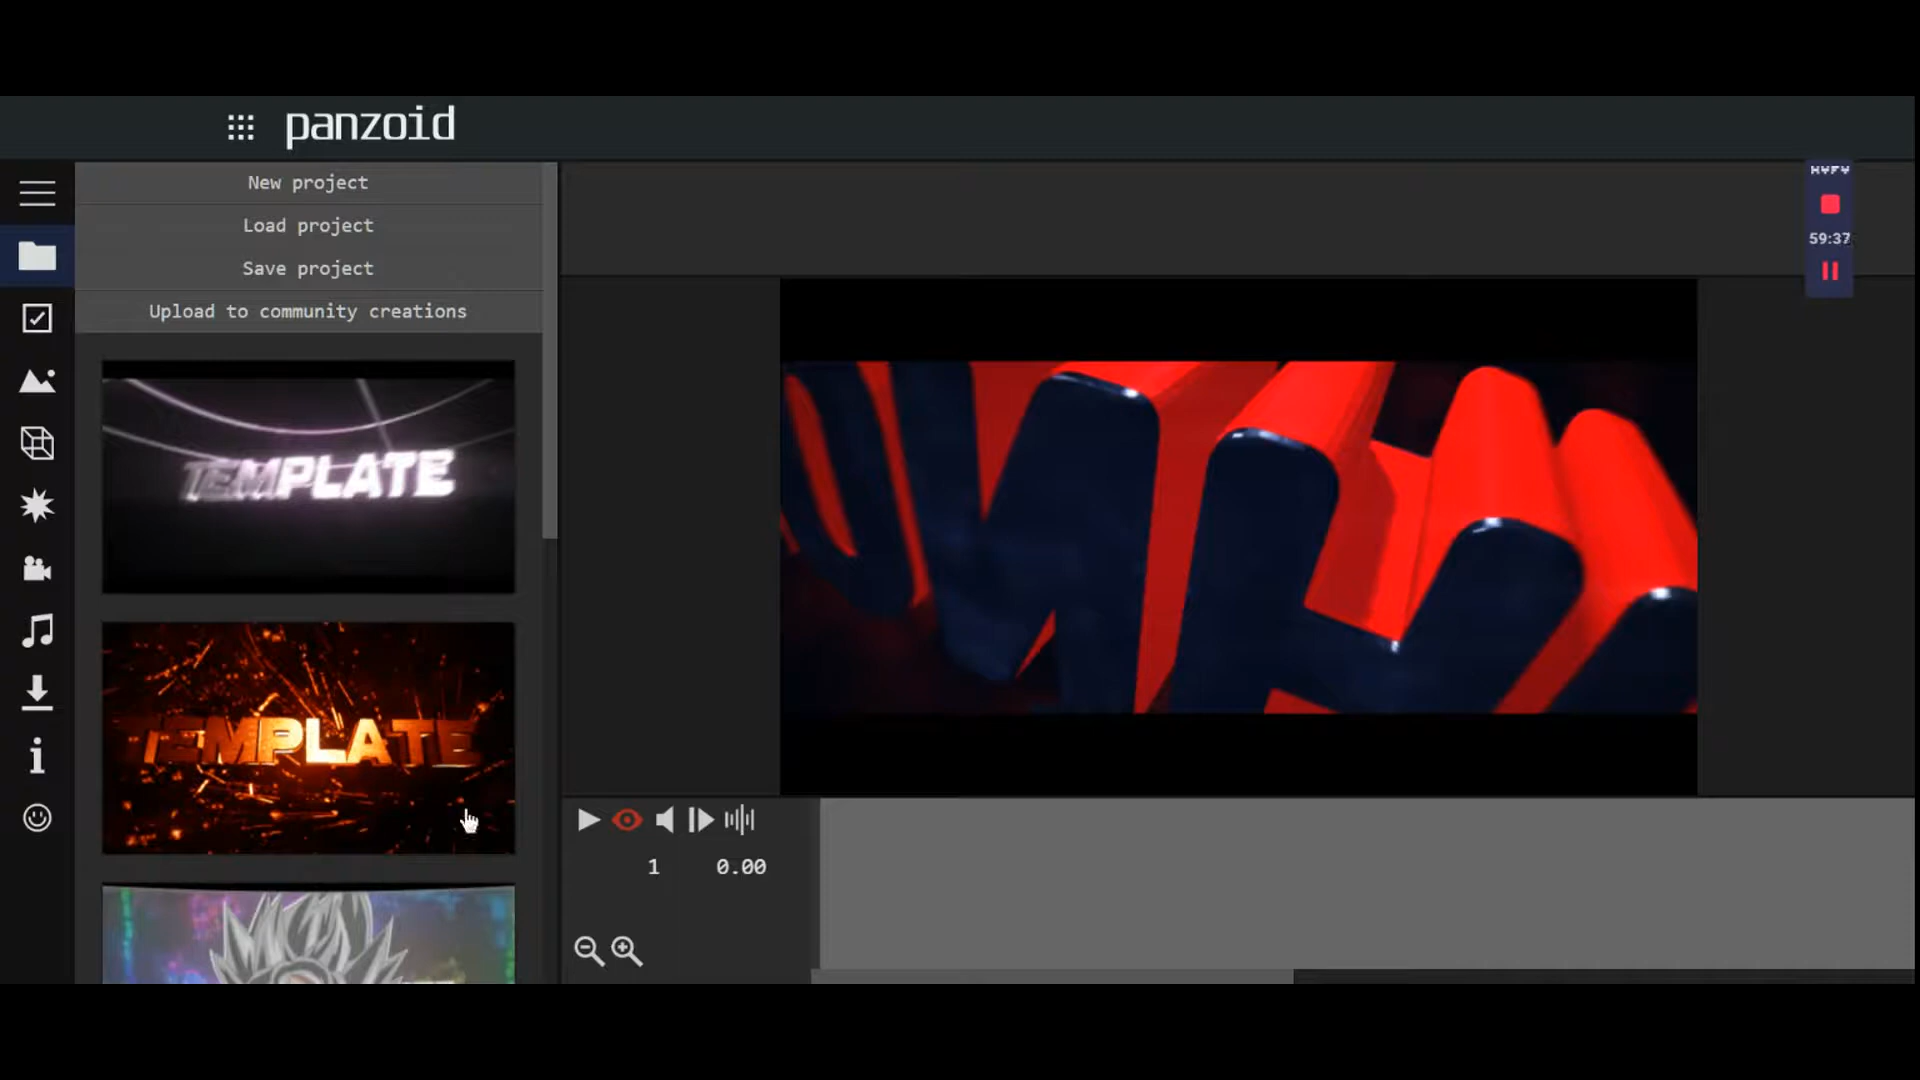 panzoid
New project
Load project
Save project
Upload to community creations
59:37
TEMPLATE
TEMPLATE
1 0.00